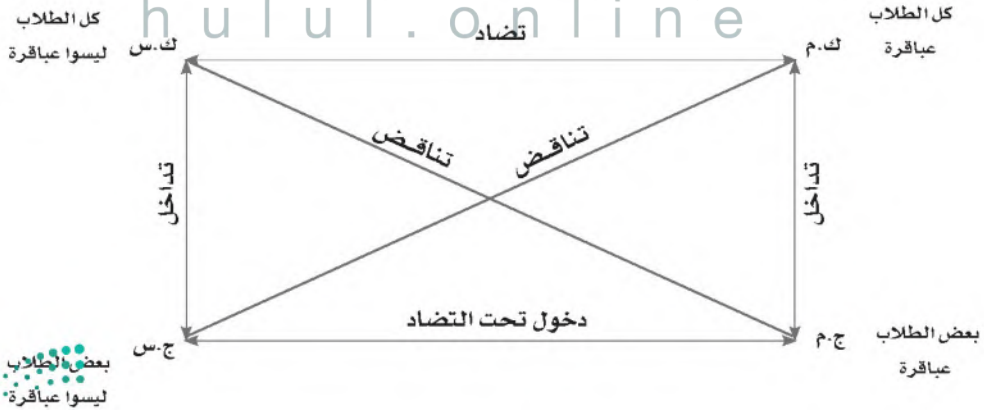 hulul.online
كل الطلاب
عباقرة
ك.م
تضاد
ك.س
كل الطلاب
ليسوا عباقرة
تناقض
تناقض
تداخل
تداخل
دخول تحت التضاد
بعض الطلاب
عباقرة
ج.م
ج.س
بعض الطلاب
ليسوا عباقرة